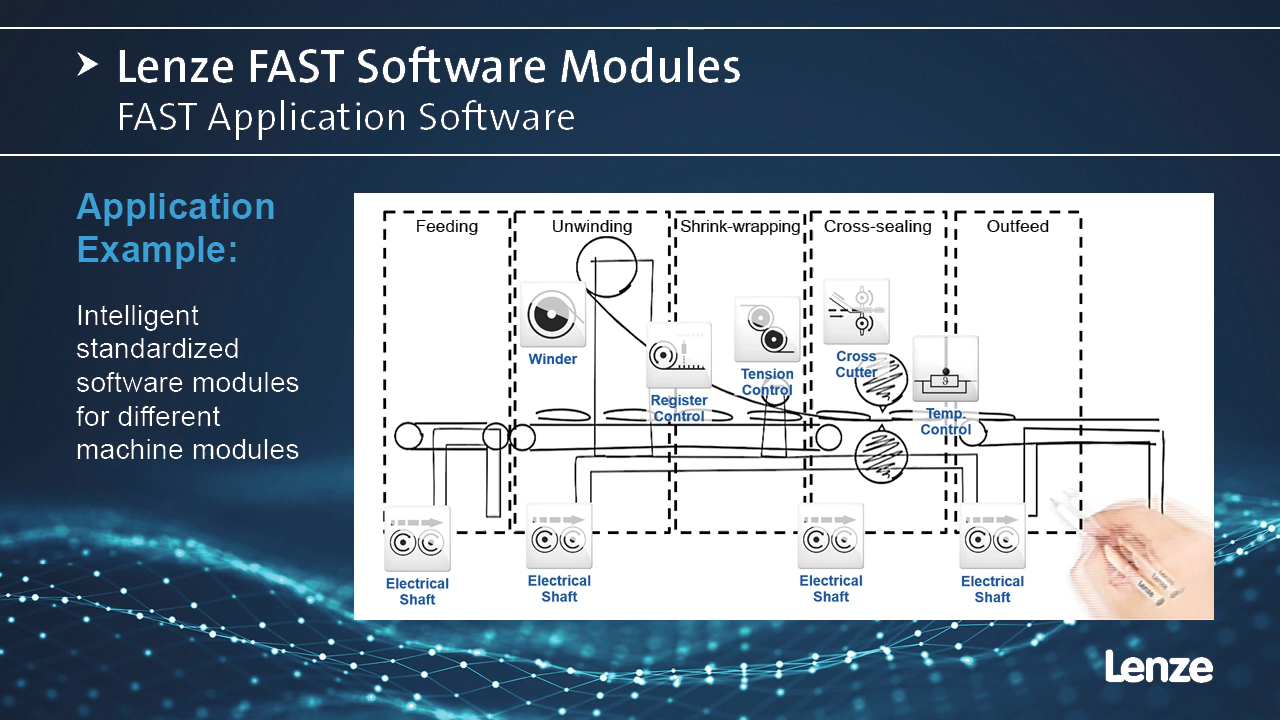 Lenze FAST Software Modules
FAST Application Software
Application
Example:
Intelligent
standardized
software modules
for different
machine modules
Feeding
Unwinding
Shrink-wrapping
Cross-sealing
Outfeed
Winder
Register
Control
Tension
Control
Cross
Cutter
Temp.
Control
Electrical
Shaft
Electrical
Shaft
Electrical
Shaft
Electrical
Shaft
Lenze
Lenze
Lenze